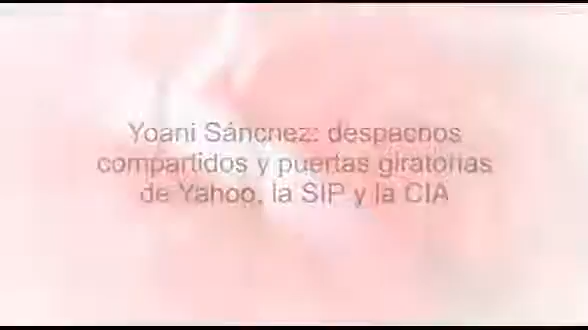 Yoani Sánchez: despachos
compartidos y puertas giratorias
de Yahoo, la SIP y la CIA